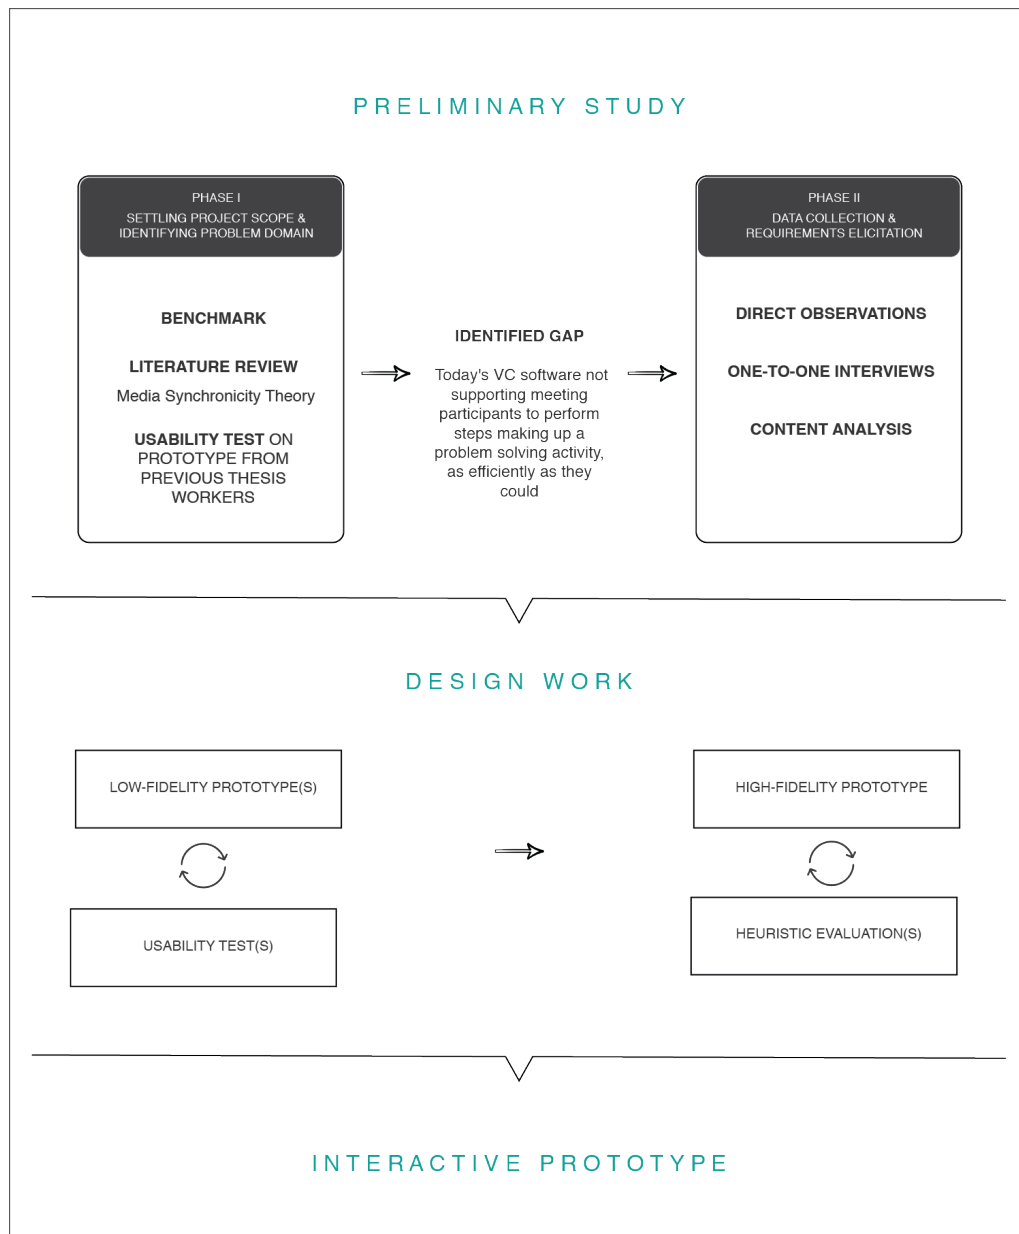 PRELIMINARY STUDY
PHASE I
SETTLING PROJECT SCOPE &
IDENTIFYING PROBLEM DOMAIN
BENCHMARK
LITERATURE REVIEW
Media Synchronicity Theory
USABILITY TEST ON
PROTOTYPE FROM
PREVIOUS THESIS
WORKERS
IDENTIFIED GAP
Today's VC software not
supporting meeting
participants to perform
steps making up a
problem solving activity,
as efficiently as they
could
PHASE II
DATA COLLECTION &
REQUIREMENTS ELICITATION
DIRECT OBSERVATIONS
ONE-TO-ONE INTERVIEWS
CONTENT ANALYSIS
DESIGN WORK
LOW-FIDELITY PROTOTYPE(S)
USABILITY TEST(S)
HIGH-FIDELITY PROTOTYPE
HEURISTIC EVALUATION(S)
INTERACTIVE PROTOTYPE